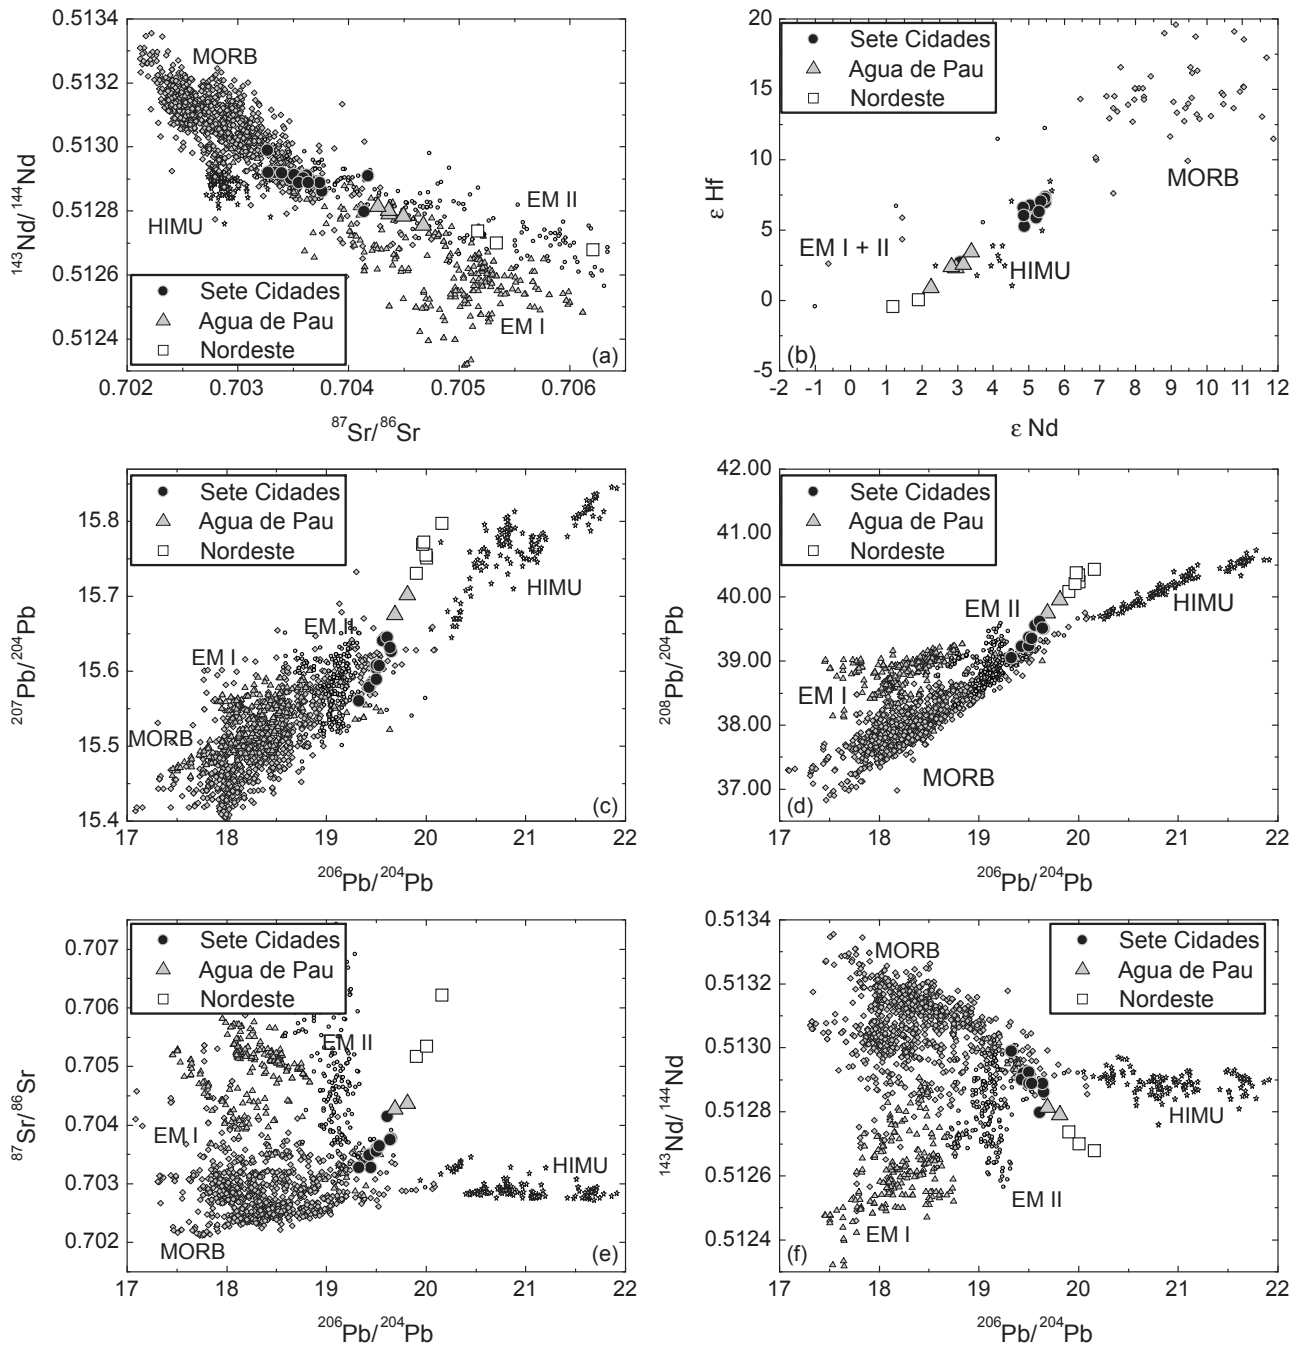 0.5134
0.5132
0.5130
0.5128
0.5126
0.5124
¹⁴³Nd/¹⁴⁴Nd
MORB
HIMU
EM II
EM I
Sete Cidades
Agua de Pau
Nordeste
(a)
0.702 0.703 0.704 0.705 0.706
⁸⁷Sr/⁸⁶Sr
20
15
10
5
0
-5
ε Hf
Sete Cidades
Agua de Pau
Nordeste
MORB
EM I + II
HIMU
(b)
-2 -1 0 1 2 3 4 5 6 7 8 9 10 11 12
ε Nd
15.8
15.7
15.6
15.5
15.4
²⁰⁷Pb/²⁰⁴Pb
Sete Cidades
Agua de Pau
Nordeste
HIMU
EM II
EM I
MORB
(c)
17 18 19 20 21 22
²⁰⁶Pb/²⁰⁴Pb
42.00
41.00
40.00
39.00
38.00
37.00
²⁰⁸Pb/²⁰⁴Pb
Sete Cidades
Agua de Pau
Nordeste
EM II
HIMU
EM I
MORB
(d)
17 18 19 20 21 22
²⁰⁶Pb/²⁰⁴Pb
0.707
0.706
0.705
0.704
0.703
0.702
⁸⁷Sr/⁸⁶Sr
Sete Cidades
Agua de Pau
Nordeste
EM II
EM I
HIMU
MORB
(e)
17 18 19 20 21 22
²⁰⁶Pb/²⁰⁴Pb
0.5134
0.5132
0.5130
0.5128
0.5126
0.5124
¹⁴³Nd/¹⁴⁴Nd
Sete Cidades
Agua de Pau
Nordeste
MORB
HIMU
EM II
EM I
(f)
17 18 19 20 21 22
²⁰⁶Pb/²⁰⁴Pb